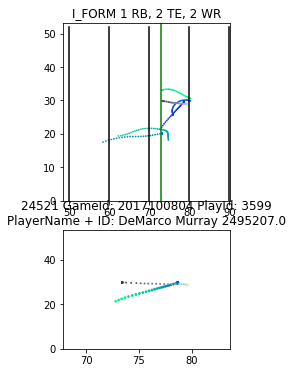 I_FORM 1 RB, 2 TE, 2 WR
50
40
30
20
10
0
50 60 70 80 90
24521 GameId: 2017100804 PlayId: 3599
PlayerName + ID: DeMarco Murray 2495207.0
40
20
0
70 75 80